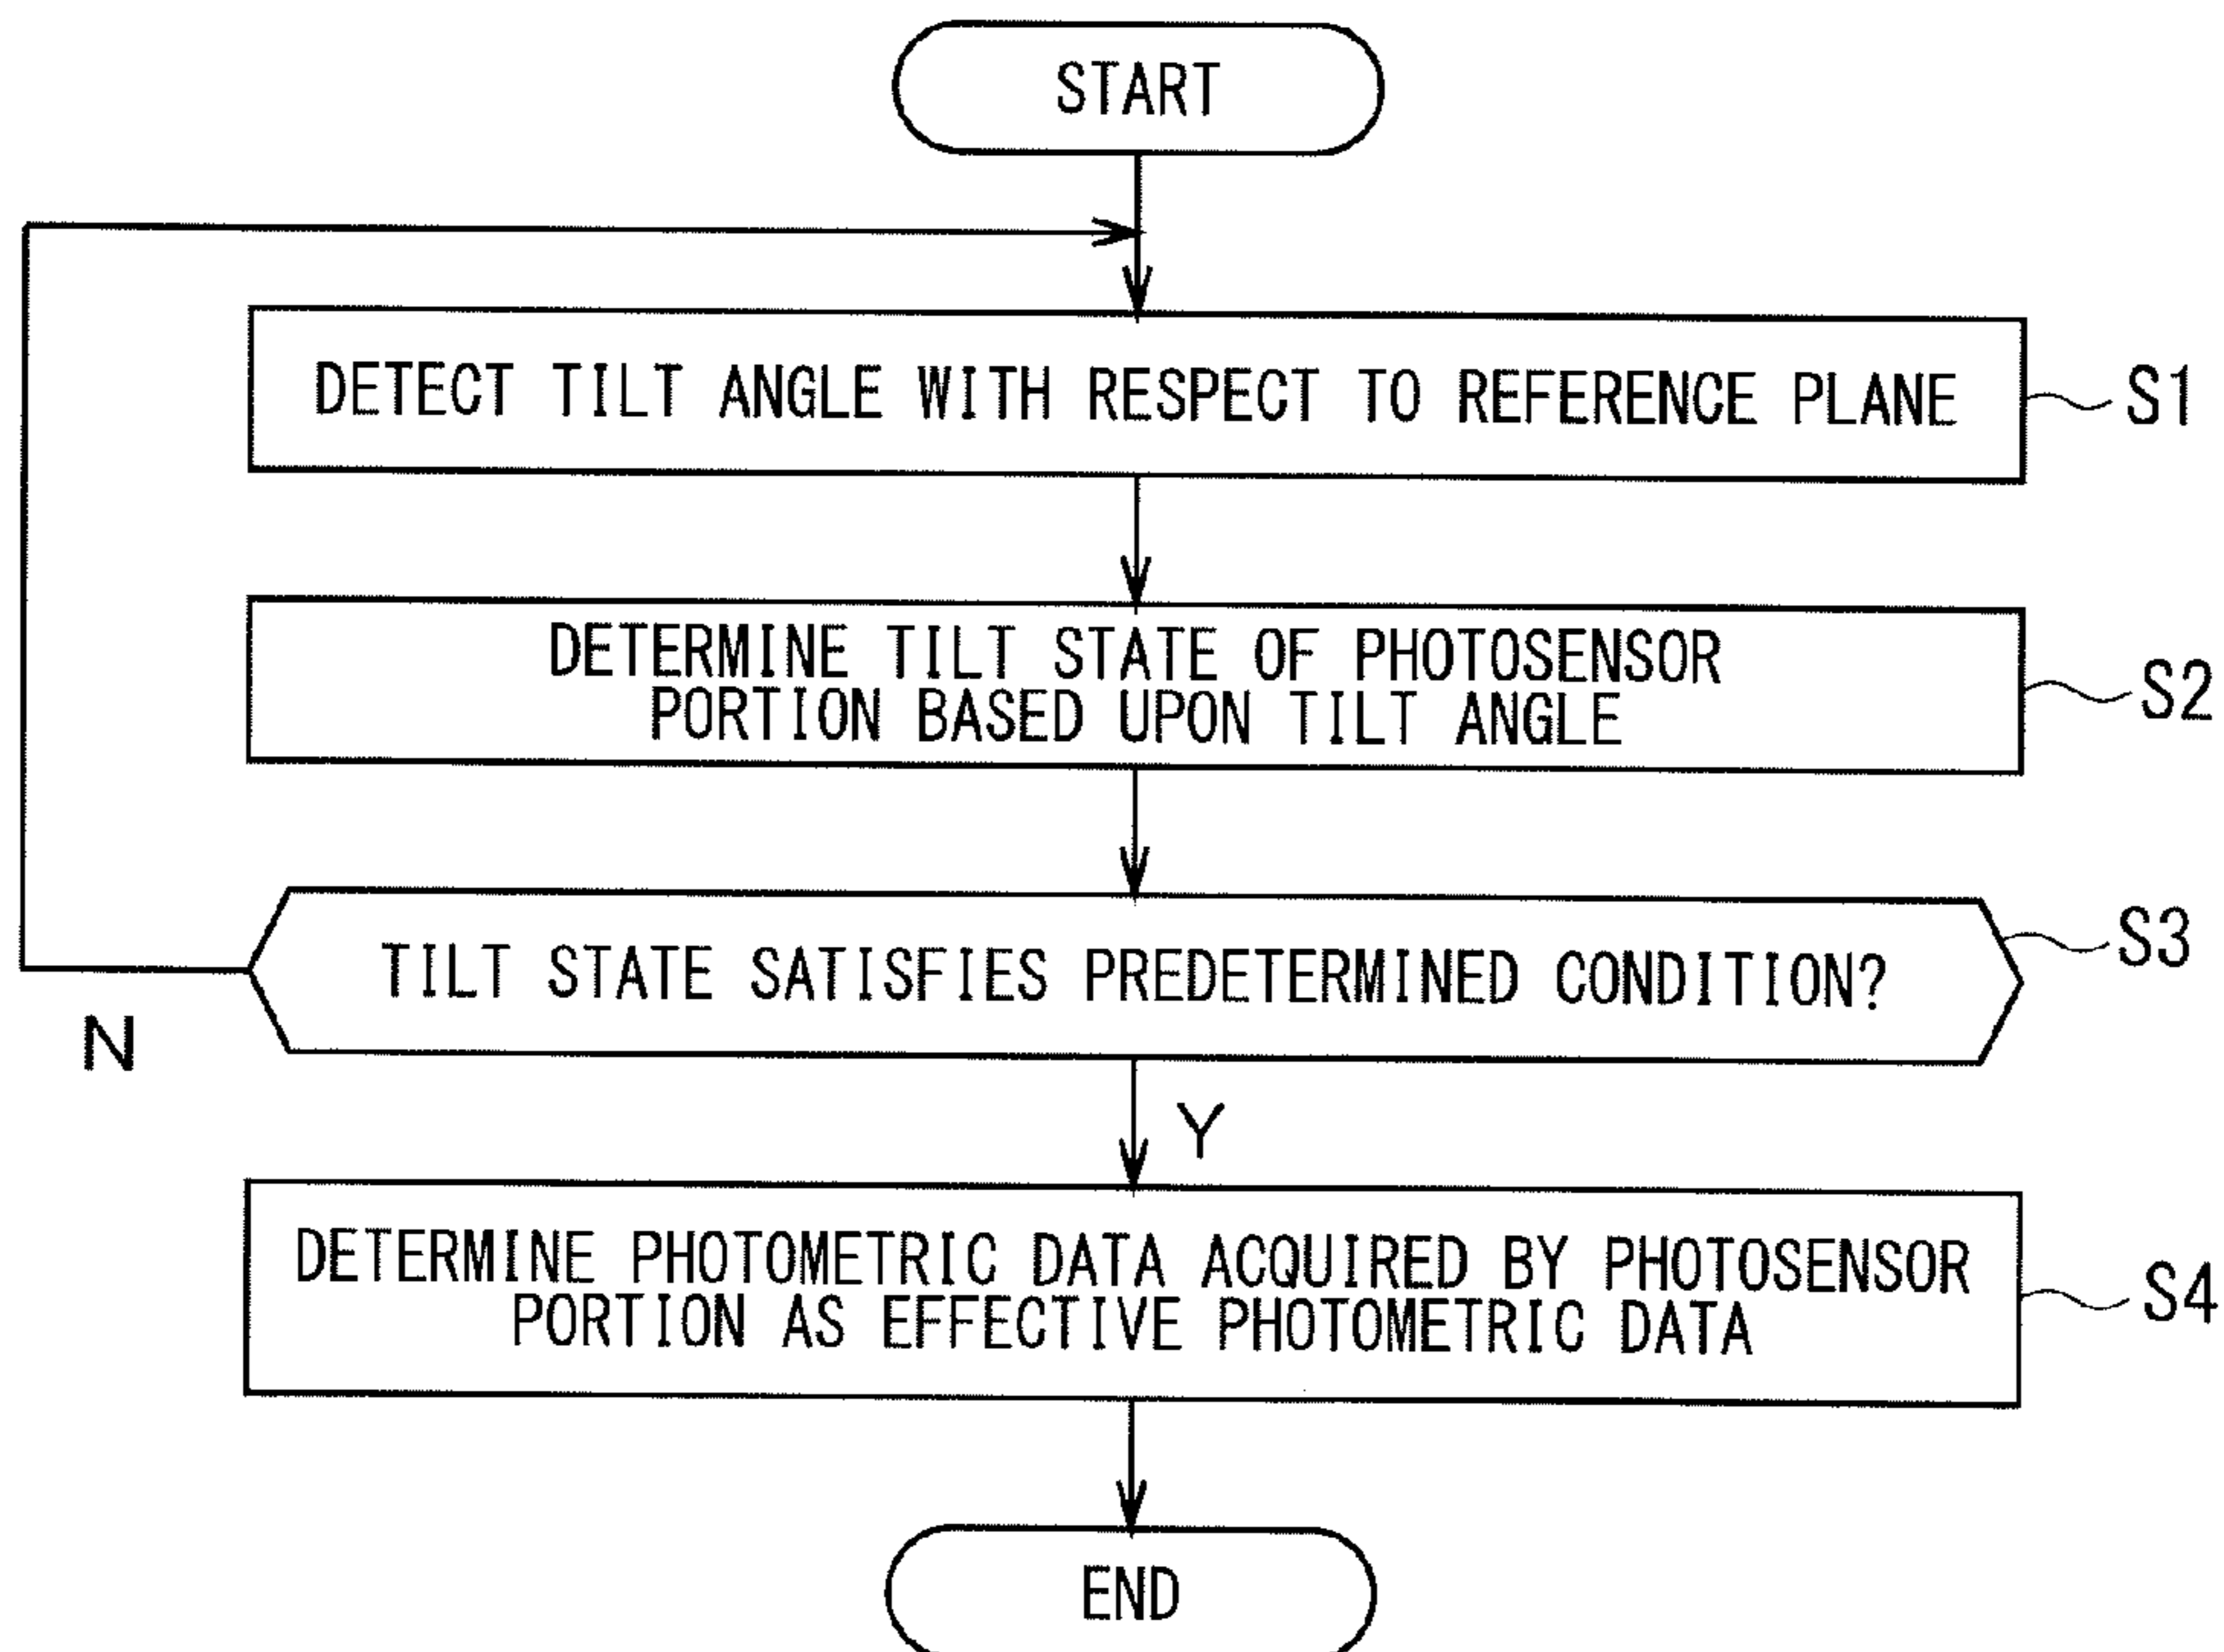 START
DETECT TILT ANGLE WITH RESPECT TO REFERENCE PLANE
S1
DETERMINE TILT STATE OF PHOTOSENSOR
PORTION BASED UPON TILT ANGLE
S2
TILT STATE SATISFIES PREDETERMINED CONDITION?
S3
N
Y
DETERMINE PHOTOMETRIC DATA ACQUIRED BY PHOTOSENSOR
PORTION AS EFFECTIVE PHOTOMETRIC DATA
S4
END